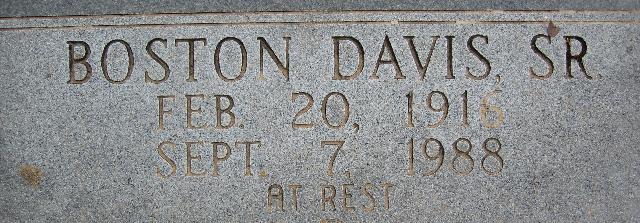 BOSTON DAVIS, SR.
FEB. 20, 1916
SEPT. 7, 1988
AT REST